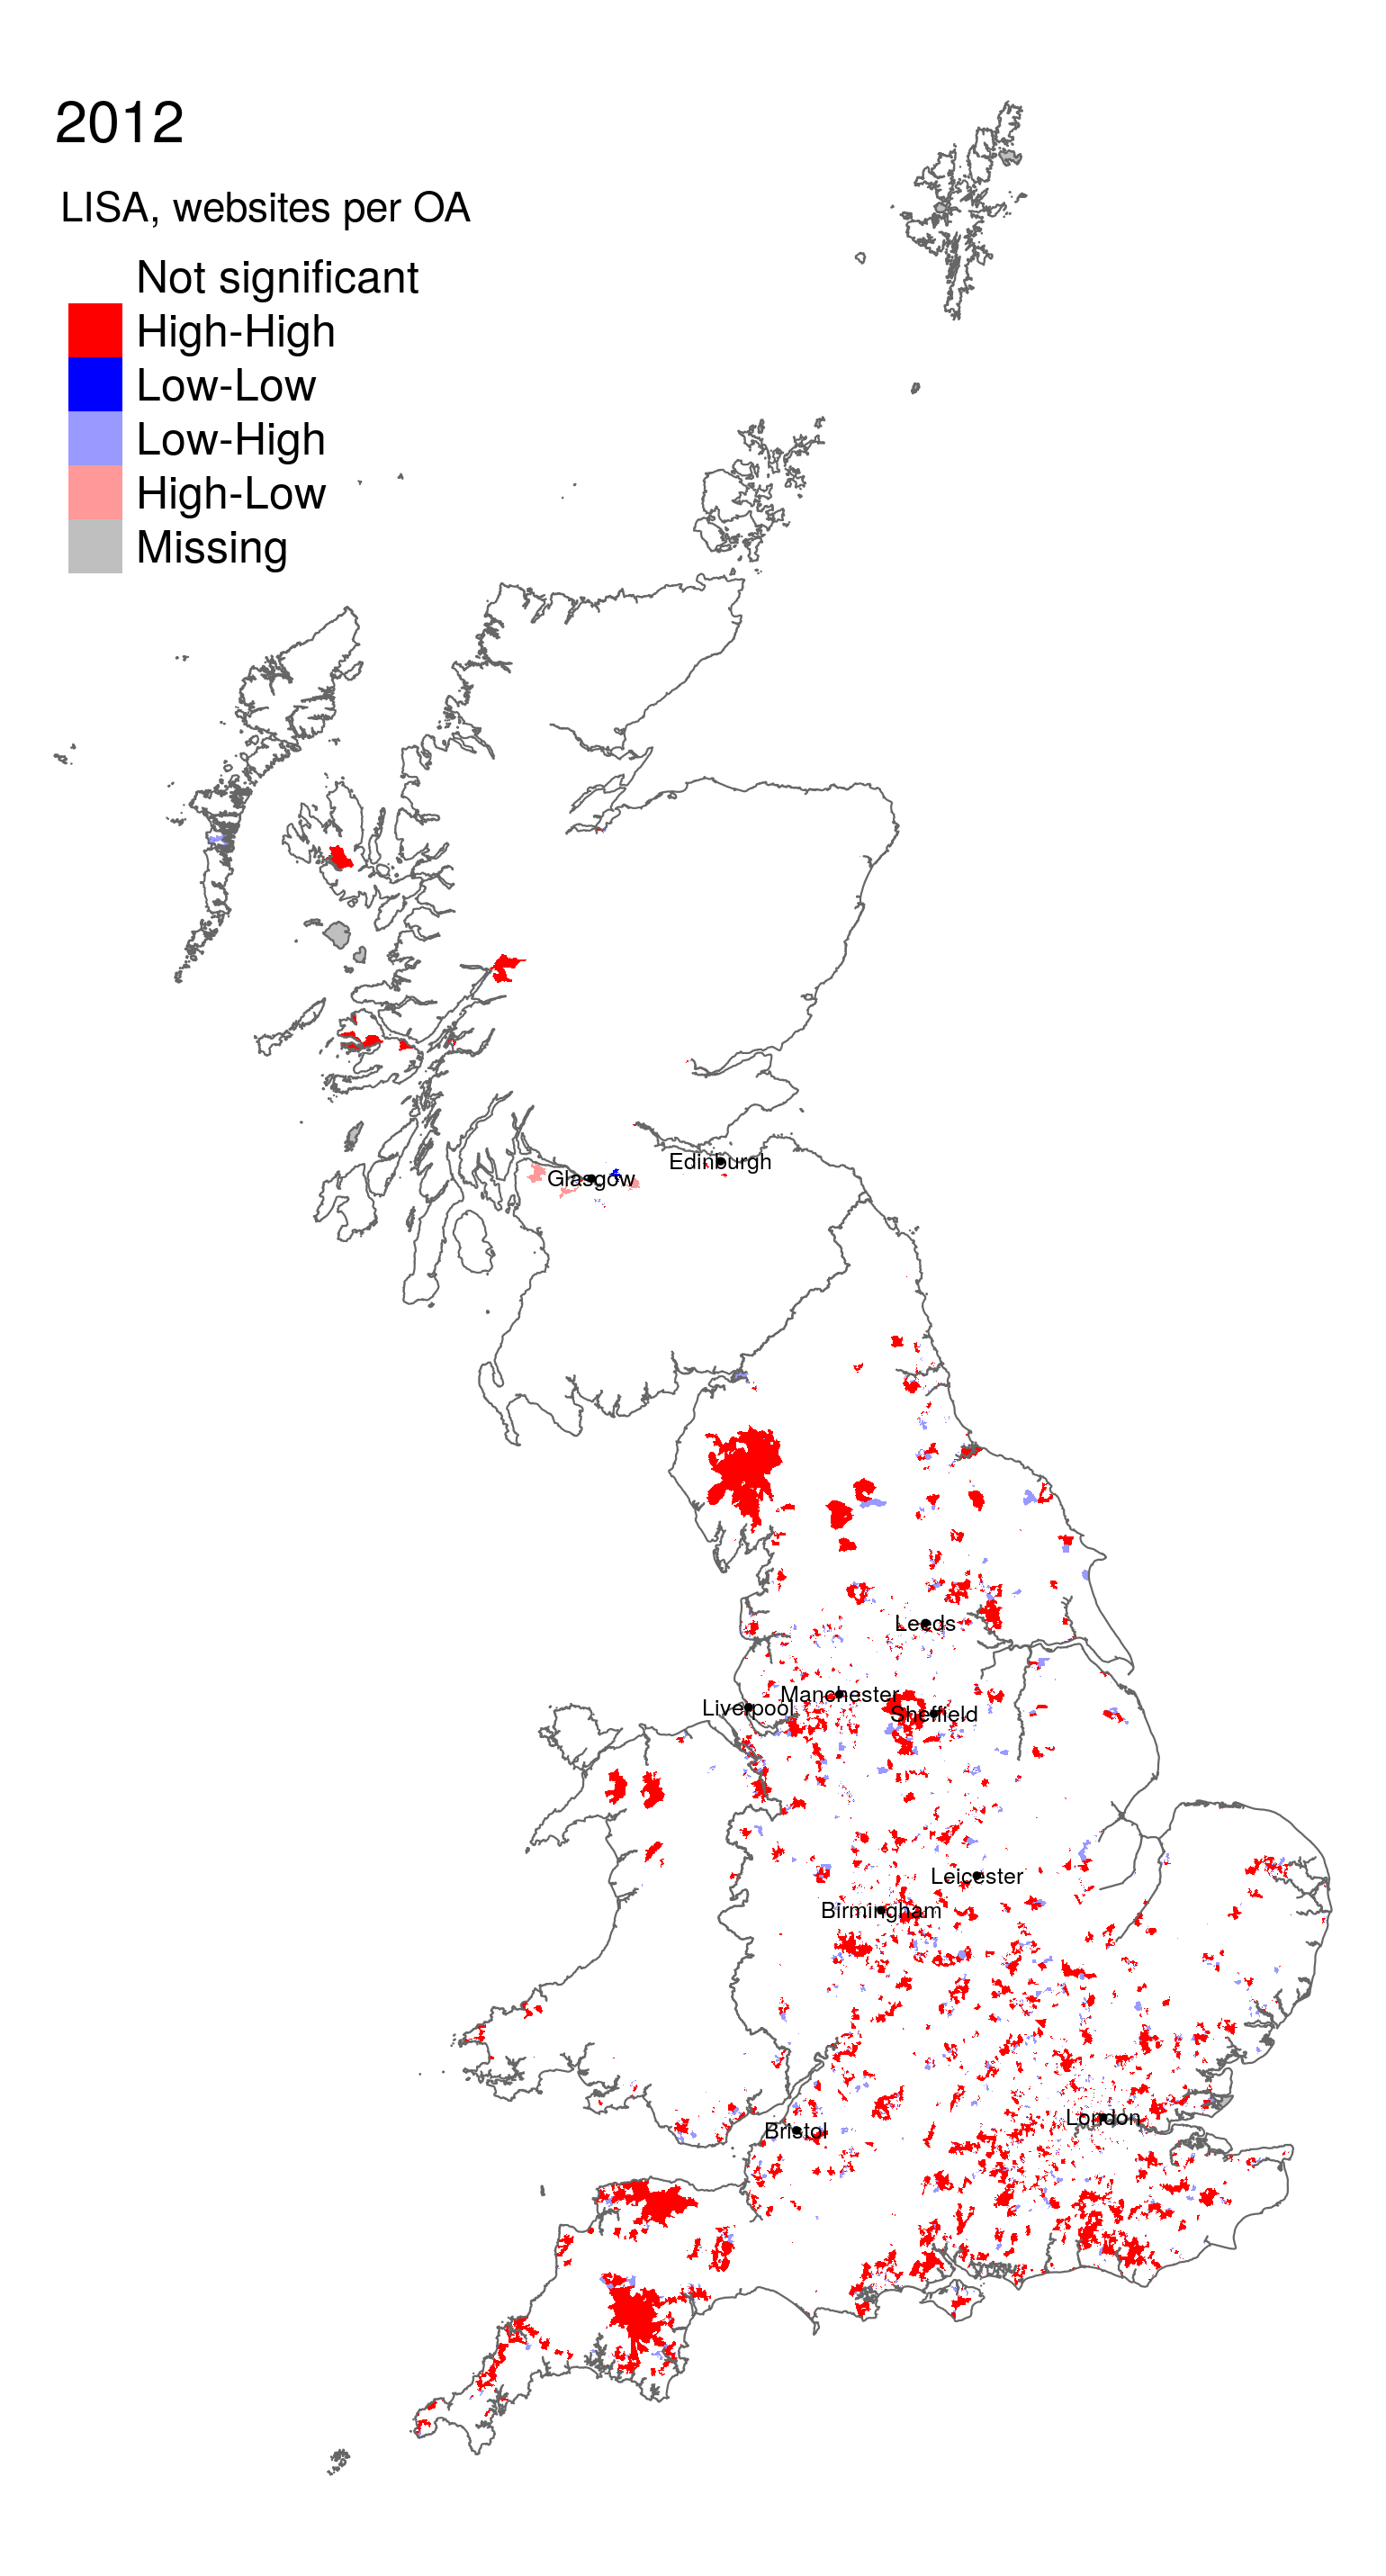 2012
LISA, websites per OA
Not significant
High-High
Low-Low
Low-High
High-Low
Missing
Edinburgh
Glasgow
Leeds
Manchester
Liverpool
Sheffield
Leicester
Birmingham
London
Bristol